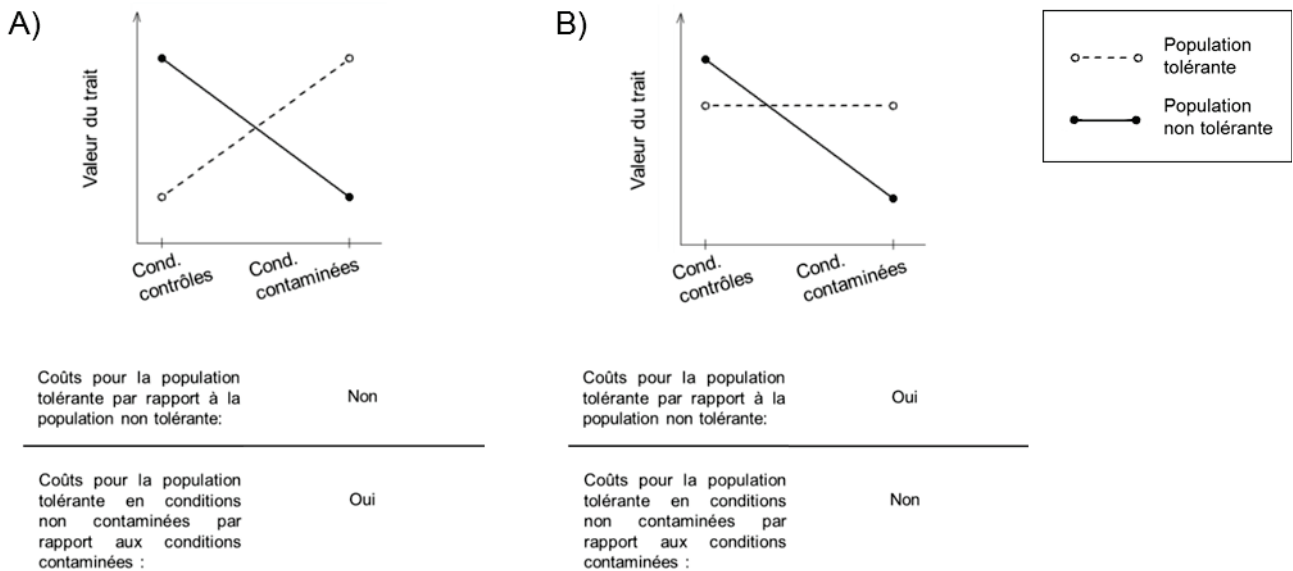 A)
Valeur du trait
Cond.
contrôles
Cond.
contaminées
B)
Valeur du trait
Cond.
contrôles
Cond.
contaminées
Population
tolérante
Population
non tolérante
Coûts pour la population
tolérante par rapport à la
population non tolérante:
Non
Coûts pour la population
tolérante en conditions
non contaminées par
rapport aux conditions
contaminées :
Oui
Coûts pour la population
tolérante par rapport à la
population non tolérante:
Oui
Coûts pour la population
tolérante en conditions
non contaminées par
rapport aux conditions
contaminées :
Non